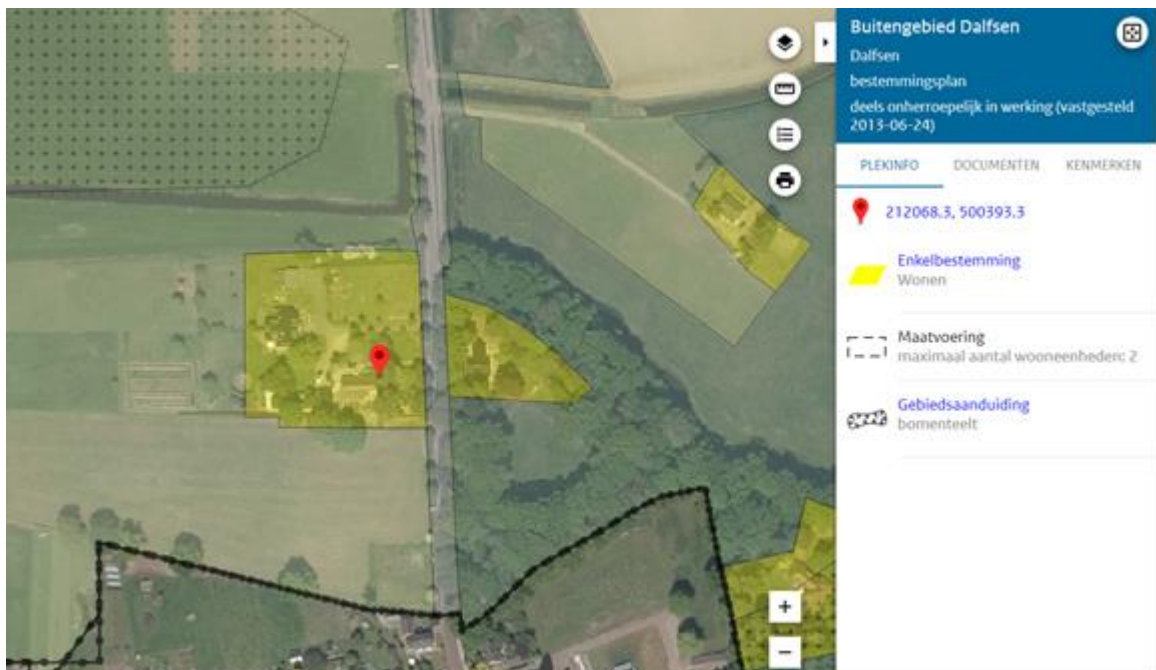 Buitengebied Dalfsen
Dalfsen
bestemmingsplan
deels onherroepelijk in werking (vastgesteld
2013-06-24)
PLEKINFO DOCUMENTEN KENMERKEN
212068.3, 500393.3
Enkelbestemming
Wonen
Maatvoering
maximaal aantal wooneenheden: 2
Gebiedsaanduiding
bomenteelt
+
−